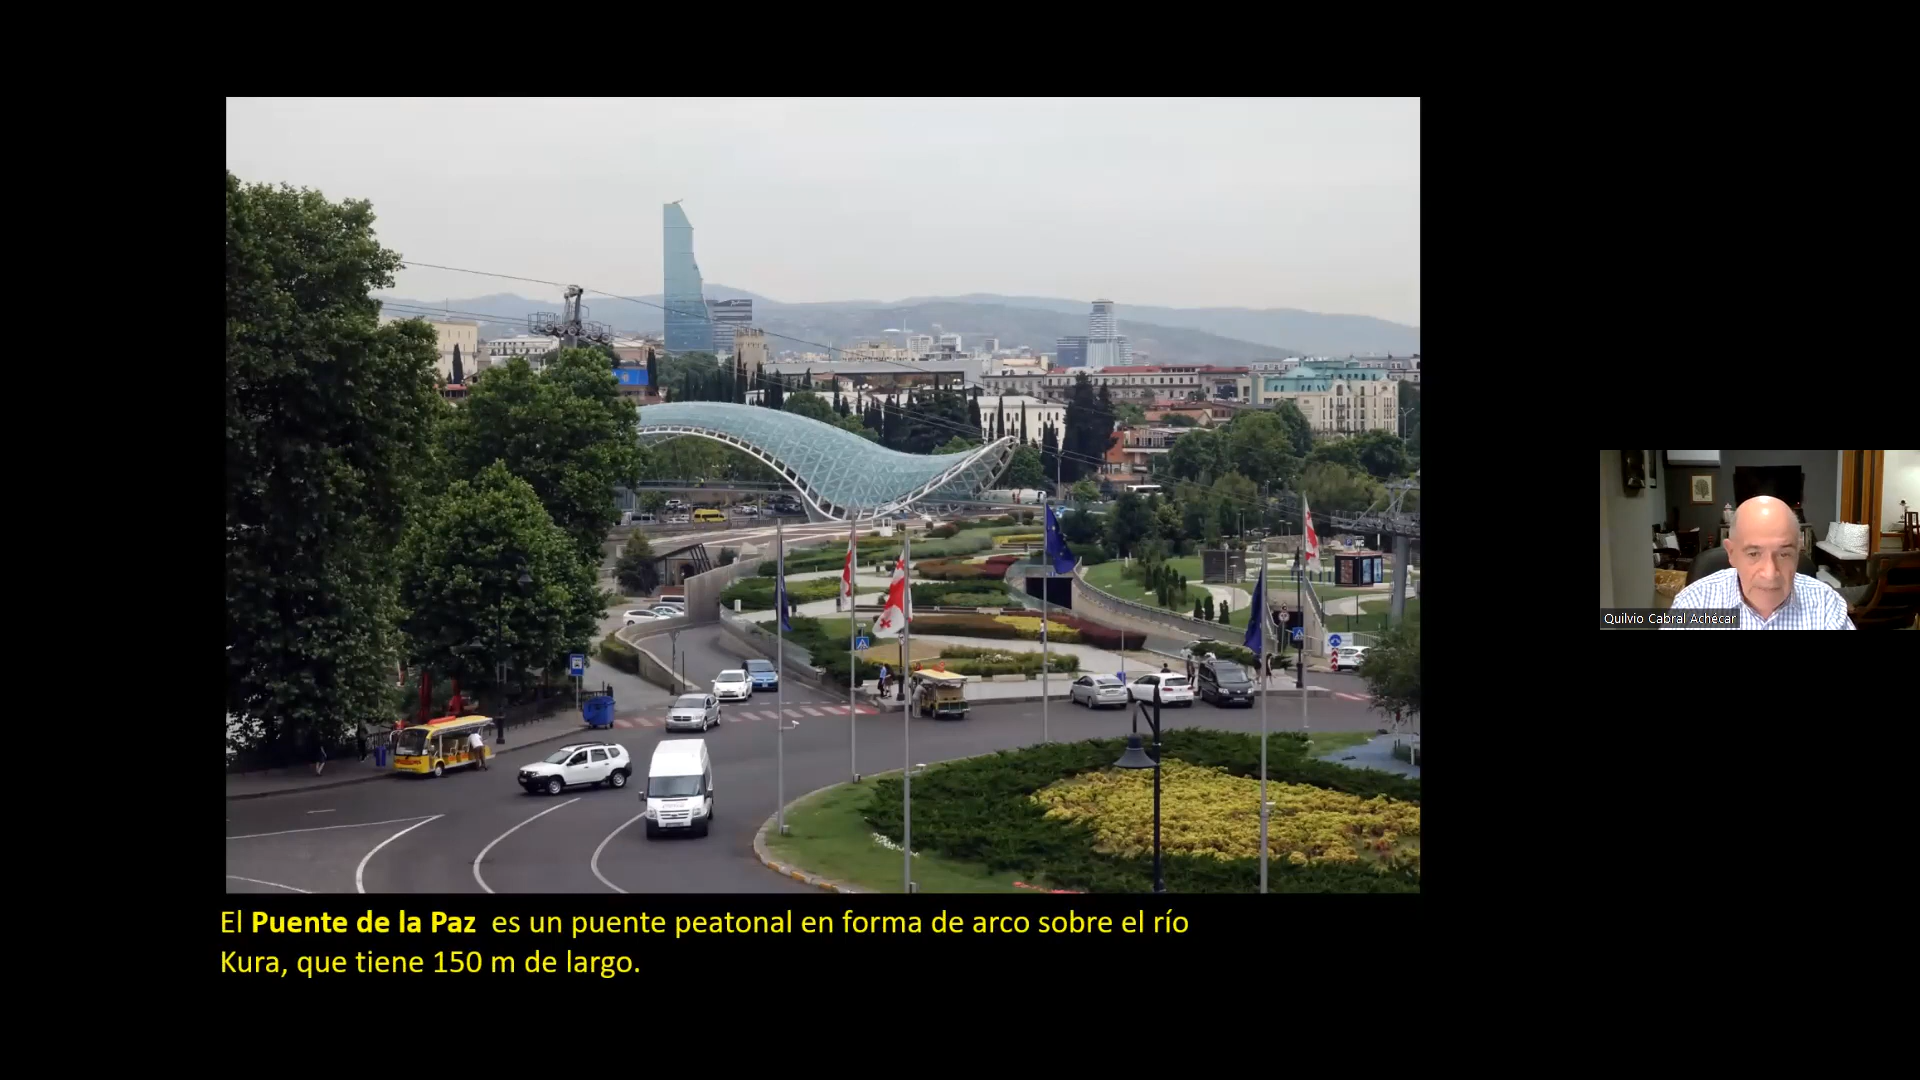 El Puente de la Paz es un puente peatonal en forma de arco sobre el río
Kura, que tiene 150 m de largo.
Quilvio Cabral Achécar